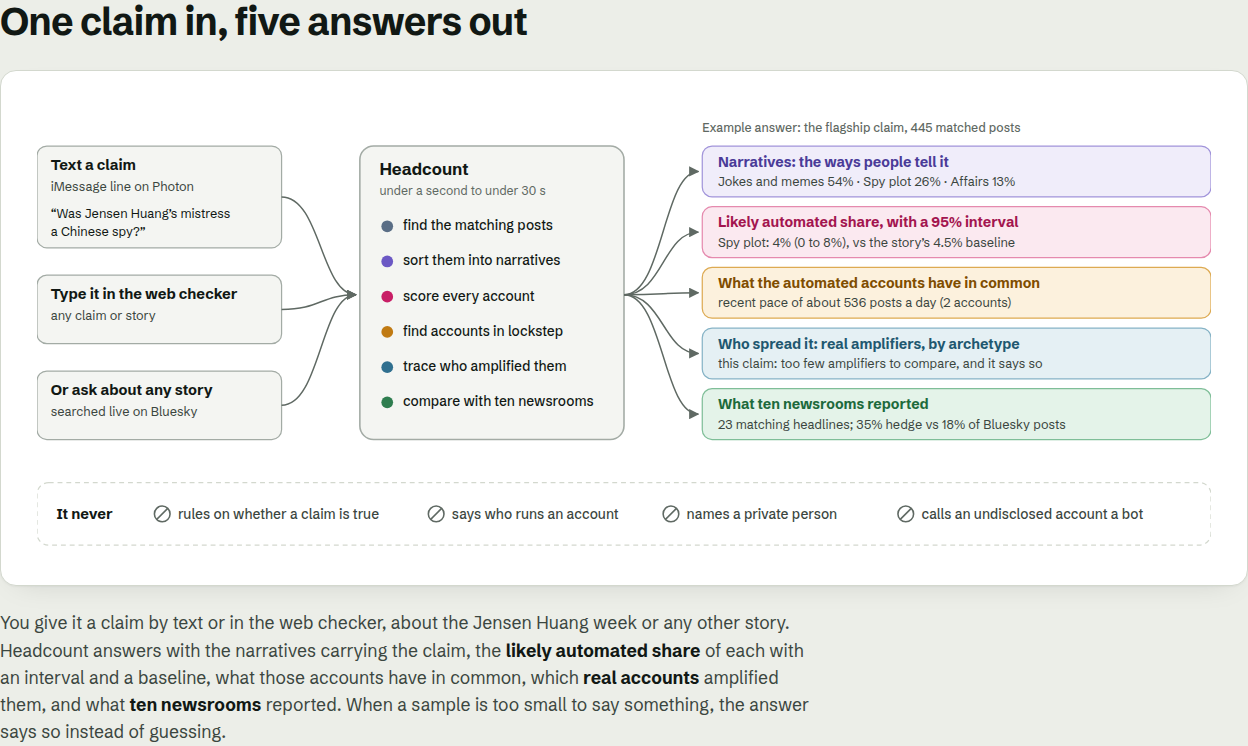 One claim in, five answers out
Example answer: the flagship claim, 445 matched posts
Text a claim
iMessage line on Photon
“Was Jensen Huang’s mistress
a Chinese spy?”
Type it in the web checker
any claim or story
Or ask about any story
searched live on Bluesky
Headcount
under a second to under 30 s
find the matching posts
sort them into narratives
score every account
find accounts in lockstep
trace who amplified them
compare with ten newsrooms
Narratives: the ways people tell it
Jokes and memes 54% · Spy plot 26% · Affairs 13%
Likely automated share, with a 95% interval
Spy plot: 4% (0 to 8%), vs the story’s 4.5% baseline
What the automated accounts have in common
recent pace of about 536 posts a day (2 accounts)
Who spread it: real amplifiers, by archetype
this claim: too few amplifiers to compare, and it says so
What ten newsrooms reported
23 matching headlines; 35% hedge vs 18% of Bluesky posts
It never
rules on whether a claim is true
says who runs an account
names a private person
calls an undisclosed account a bot
You give it a claim by text or in the web checker, about the Jensen Huang week or any other story.
Headcount answers with the narratives carrying the claim, the likely automated share of each with
an interval and a baseline, what those accounts have in common, which real accounts amplified
them, and what ten newsrooms reported. When a sample is too small to say something, the answer
says so instead of guessing.